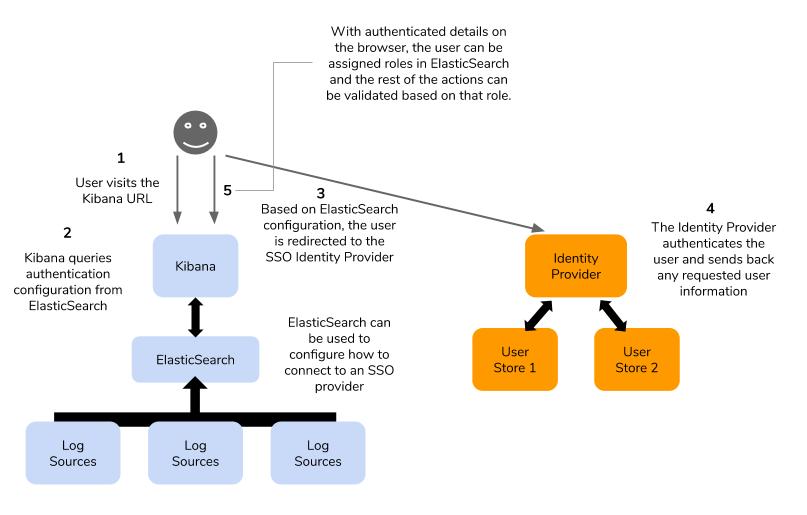 With authenticated details on
the browser, the user can be
assigned roles in ElasticSearch
and the rest of the actions can
be validated based on that role.
1
User visits the
Kibana URL
5
3
Based on ElasticSearch
configuration, the user
is redirected to the
SSO Identity Provider
4
The Identity Provider
authenticates the
user and sends back
any requested user
information
2
Kibana queries
authentication
configuration from
ElasticSearch
Kibana
Identity
Provider
ElasticSearch can
be used to
configure how to
connect to an SSO
provider
ElasticSearch
User
Store 1
User
Store 2
Log
Sources
Log
Sources
Log
Sources